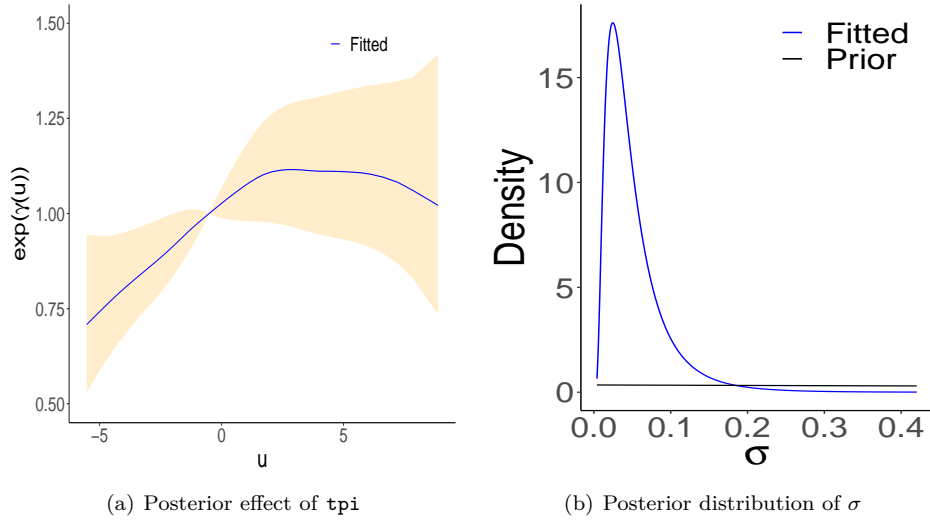 1.50
1.25
1.00
0.75
0.50
exp(γ(u))
Fitted
−5
0
5
u
15
10
5
0
Density
Fitted
Prior
0.0
0.1
0.2
0.3
0.4
σ
(a) Posterior effect of tpi
(b) Posterior distribution of σ